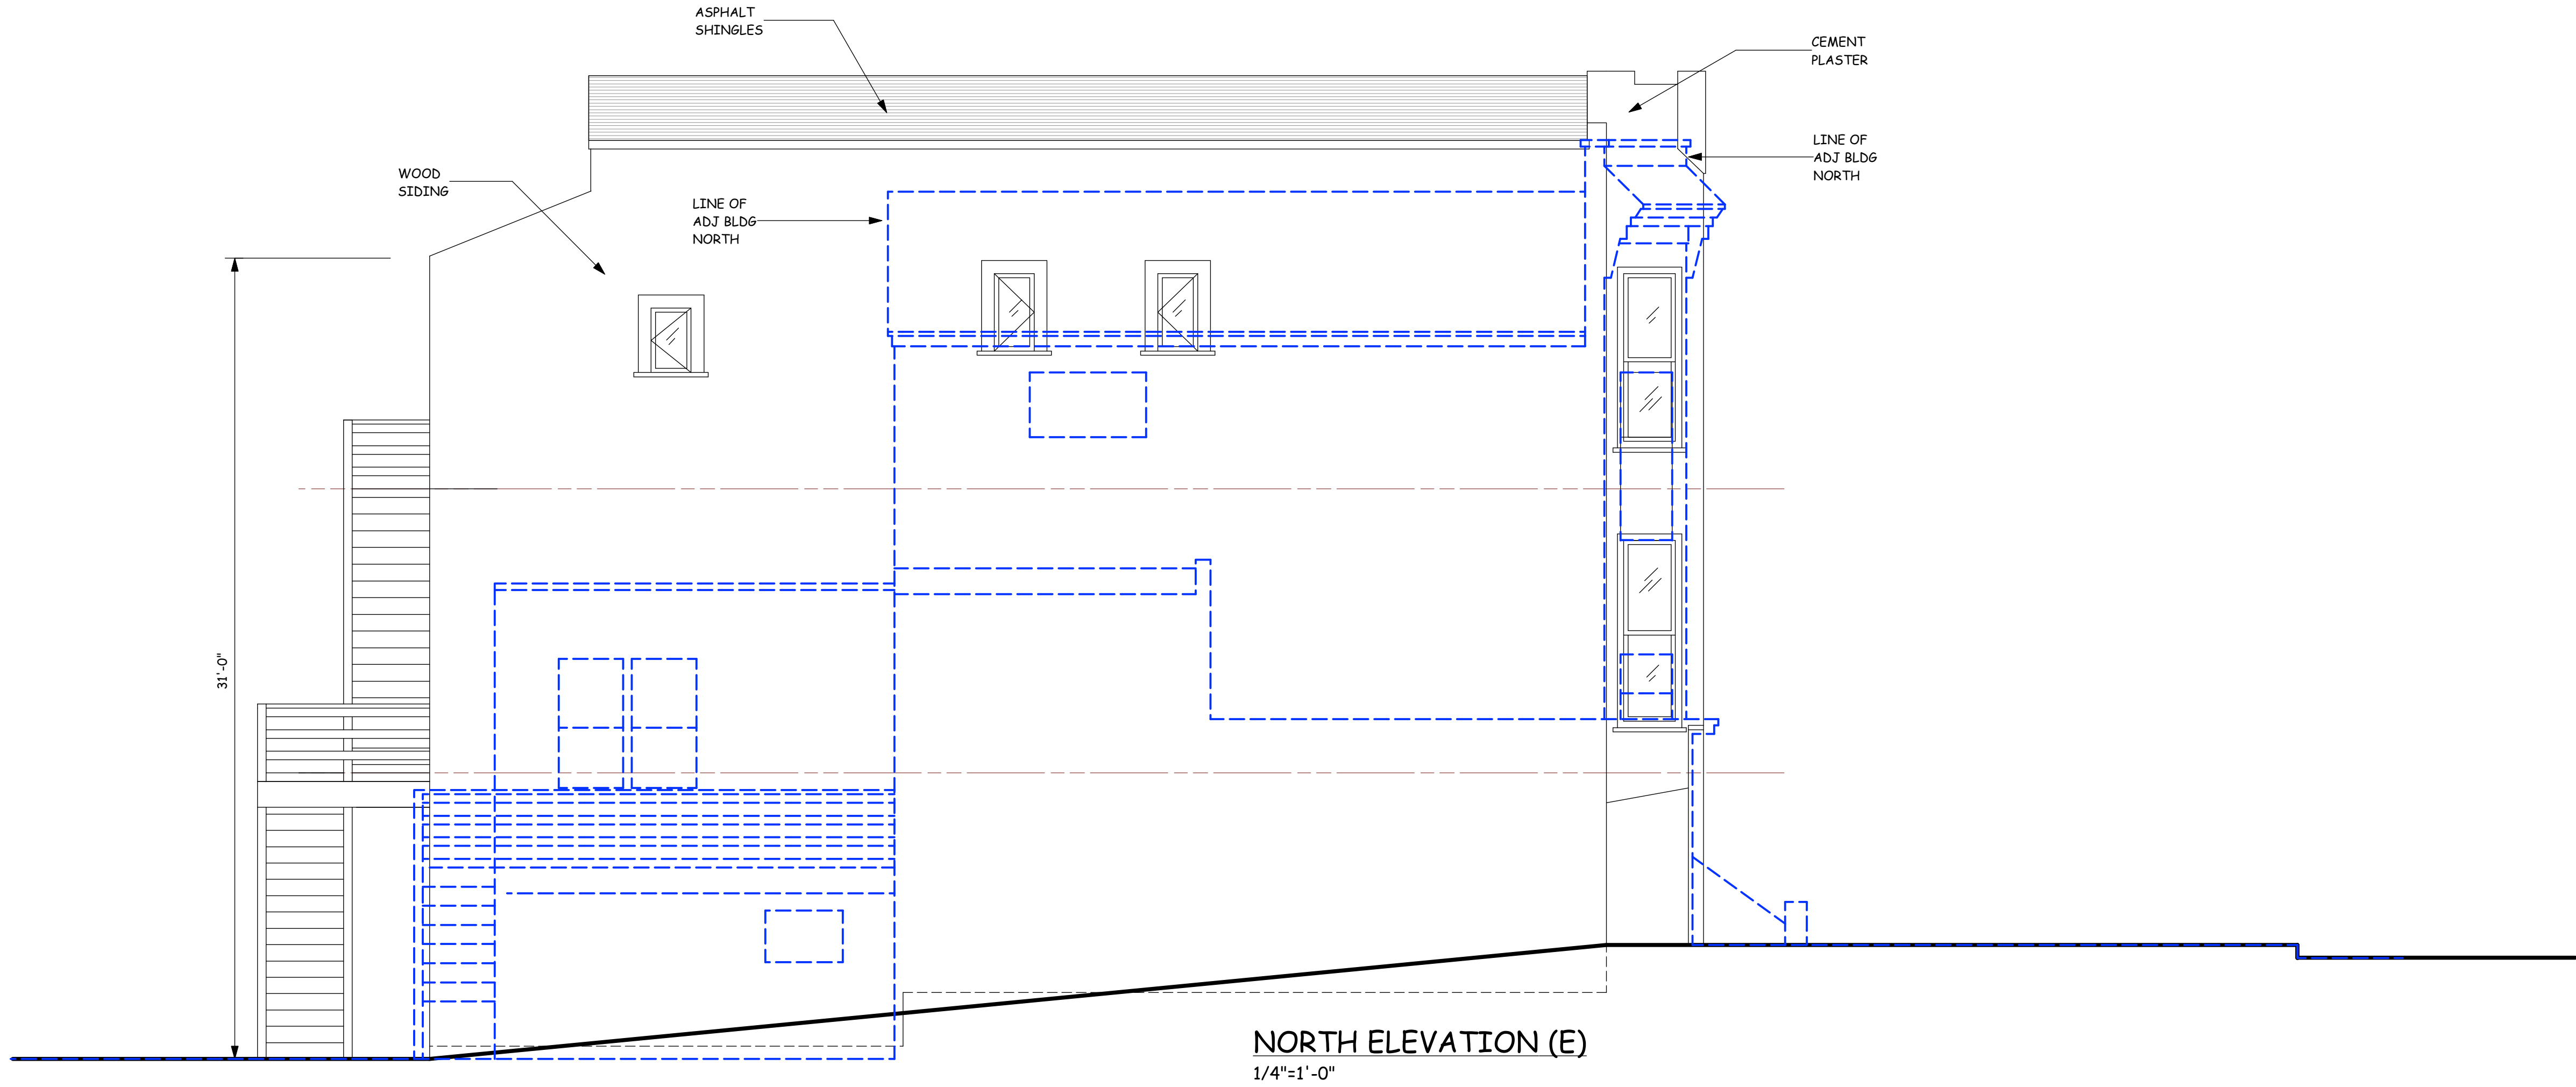 ASPHALT
SHINGLES
CEMENT
PLASTER
LINE OF
ADJ BLDG
NORTH
WOOD
SIDING
LINE OF
ADJ BLDG
NORTH
31'-0"
NORTH ELEVATION (E)
1/4"=1'-0"